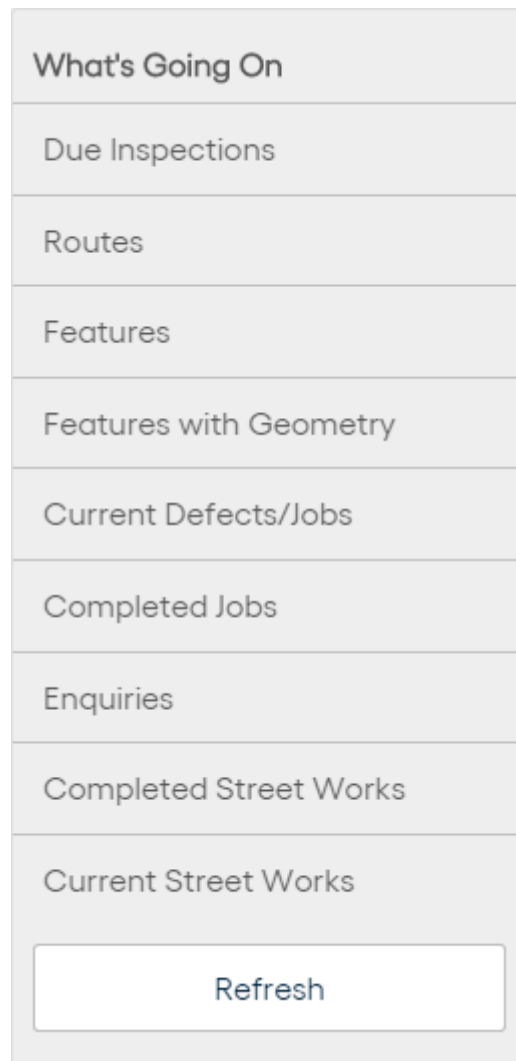 What's Going On
Due Inspections
Routes
Features
Features with Geometry
Current Defects/Jobs
Completed Jobs
Enquiries
Completed Street Works
Current Street Works
Refresh